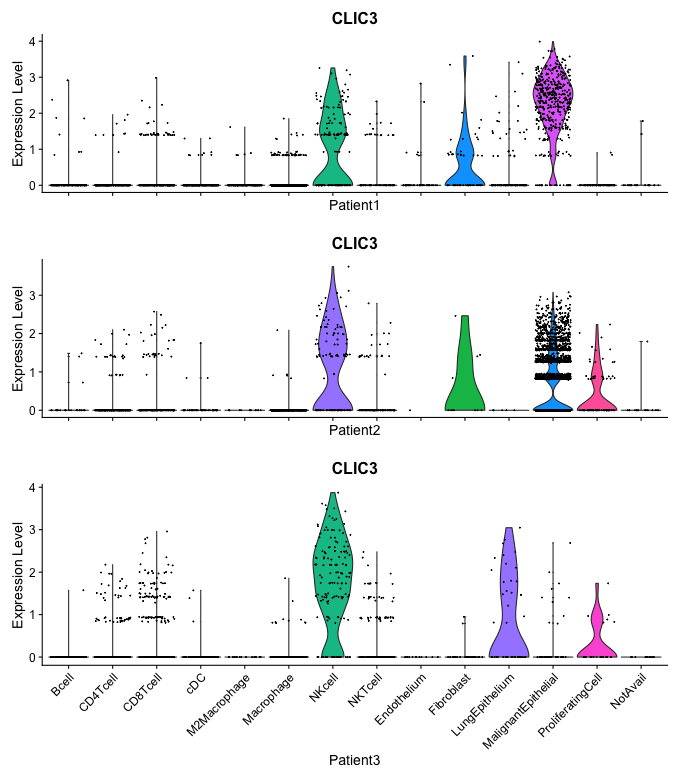 CLIC3
Expression Level
4
3
2
1
0
Patient1
CLIC3
Expression Level
3
2
1
0
Patient2
CLIC3
Expression Level
4
3
2
1
0
Bcell
CD4Tcell
CD8Tcell
cDC
M2Macrophage
Macrophage
NKcell
NKTcell
Endothelium
Fibroblast
LungEpithelium
MalignantEpithelial
ProliferatingCell
NotAvail
Patient3